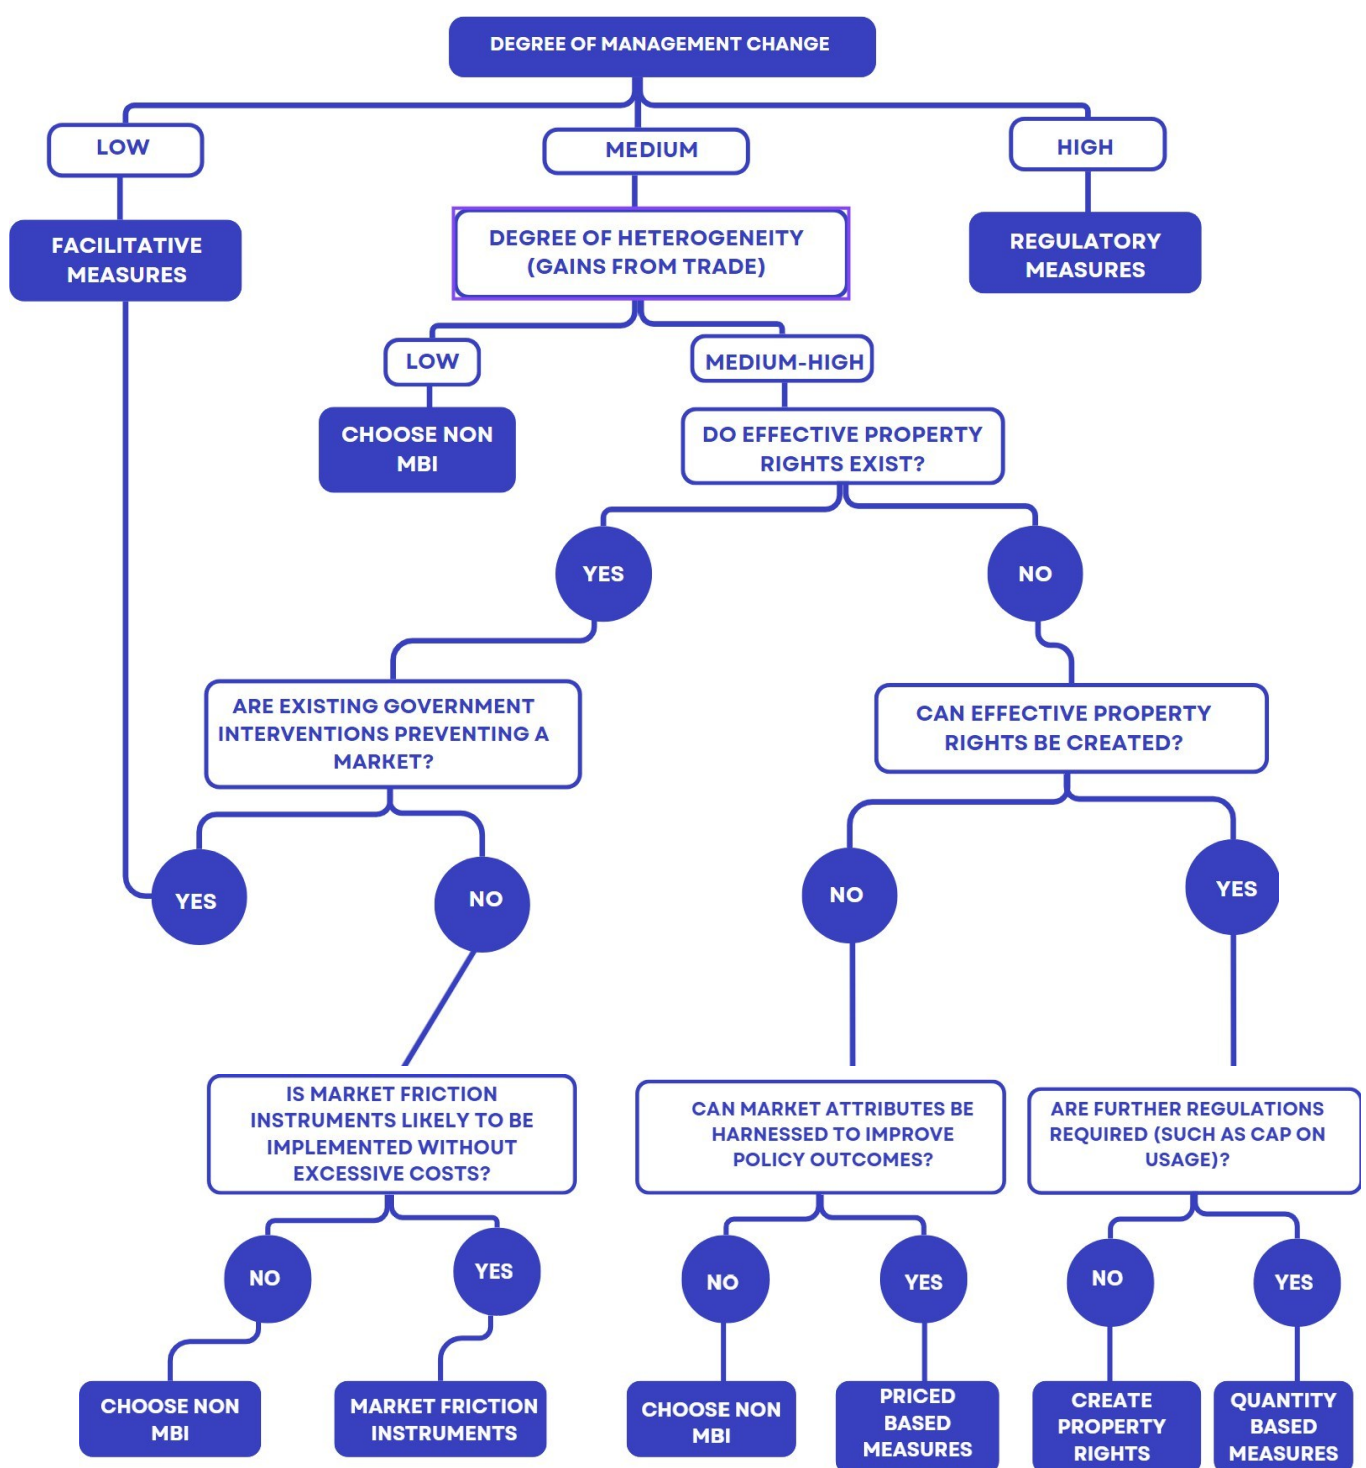 DEGREE OF MANAGEMENT CHANGE
LOW
MEDIUM
HIGH
FACILITATIVE
MEASURES
DEGREE OF HETEROGENEITY
(GAINS FROM TRADE)
REGULATORY
MEASURES
LOW
MEDIUM-HIGH
CHOOSE NON
MBI
DO EFFECTIVE PROPERTY
RIGHTS EXIST?
YES
NO
ARE EXISTING GOVERNMENT
INTERVENTIONS PREVENTING A
MARKET?
CAN EFFECTIVE PROPERTY
RIGHTS BE CREATED?
YES
NO
NO
YES
IS MARKET FRICTION
INSTRUMENTS LIKELY TO BE
IMPLEMENTED WITHOUT
EXCESSIVE COSTS?
CAN MARKET ATTRIBUTES BE
HARNESSED TO IMPROVE
POLICY OUTCOMES?
ARE FURTHER REGULATIONS
REQUIRED (SUCH AS CAP ON
USAGE)?
NO
YES
NO
YES
NO
YES
CHOOSE NON
MBI
MARKET FRICTION
INSTRUMENTS
CHOOSE NON
MBI
PRICED
BASED
MEASURES
CREATE
PROPERTY
RIGHTS
QUANTITY
BASED
MEASURES